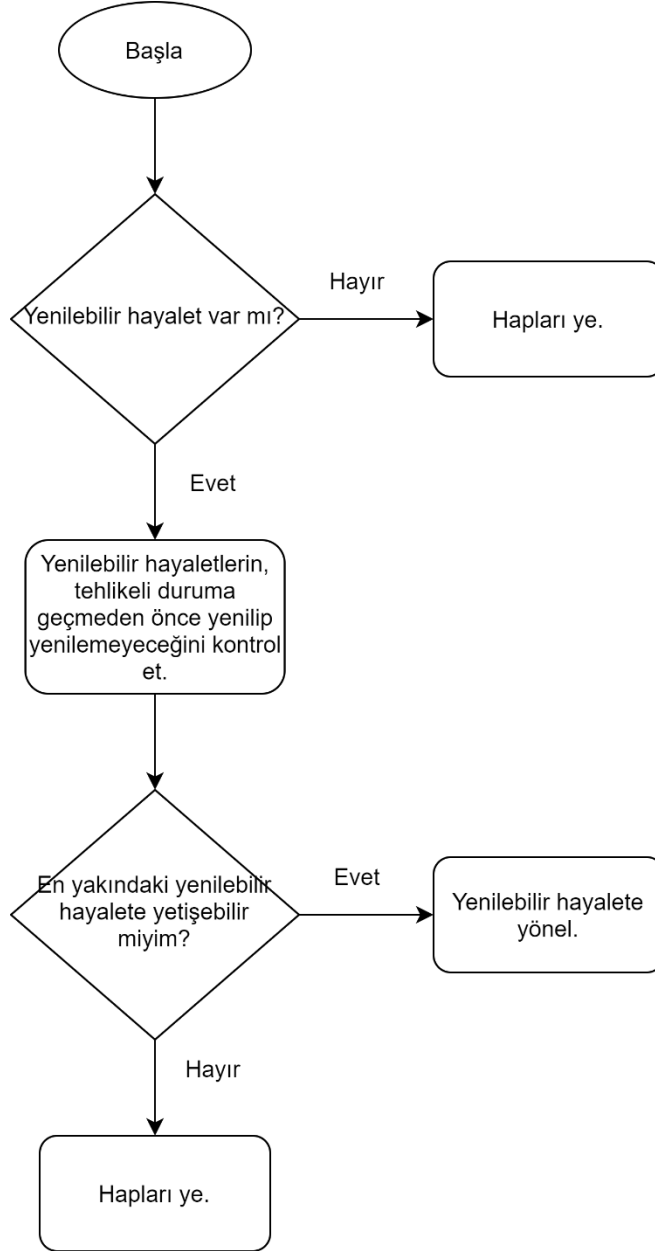 Başla
Yenilebilir hayalet var mı?
Hayır
Hapları ye.
Evet
Yenilebilir hayaletlerin,
tehlikeli duruma
geçmeden önce yenilip
yenilemeyeceğini kontrol
et.
En yakındaki yenilebilir
hayalete yetişebilir
miyim?
Evet
Yenilebilir hayalete
yönel.
Hayır
Hapları ye.